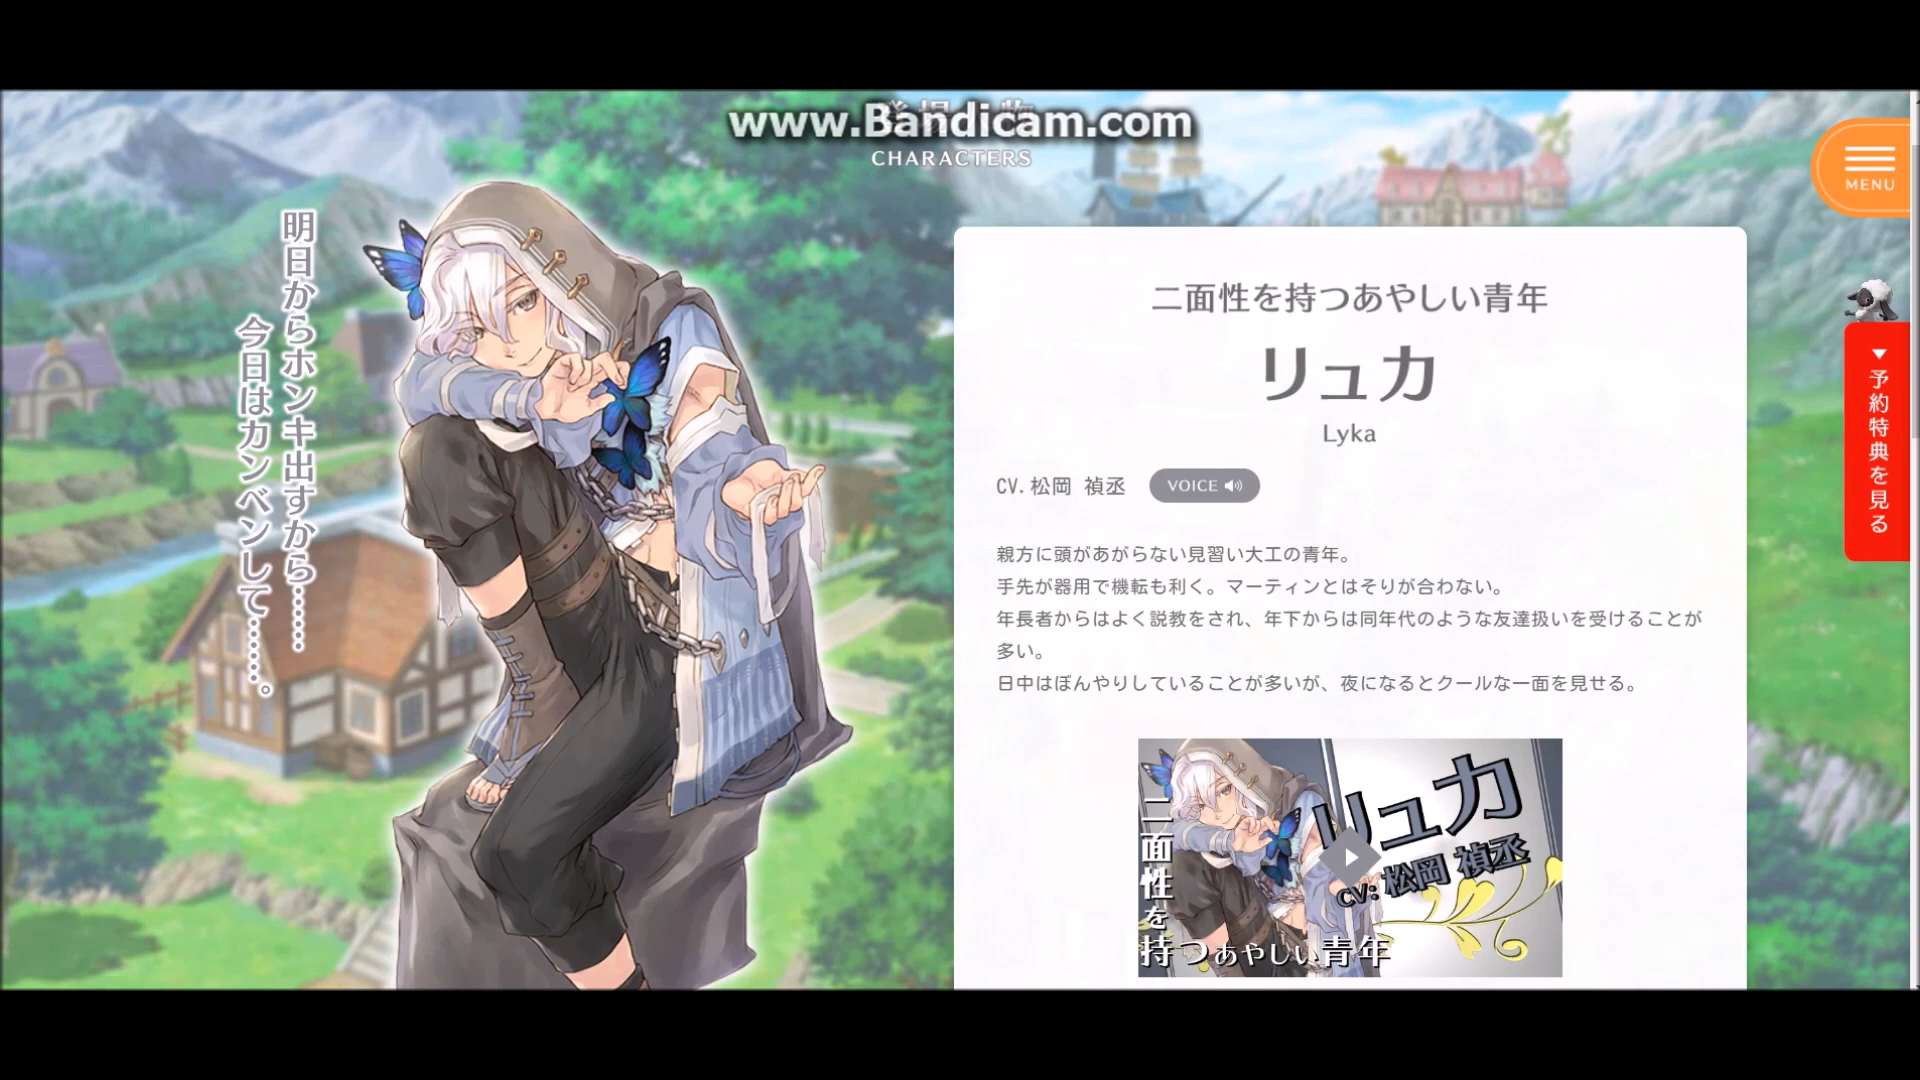 www.Bandicam.com
CHARACTERS
MENU
明日からホンキ出すから……
今日はカンベンして……。
二面性を持つあやしい青年
リュカ
Lyka
CV.松岡 禎丞
VOICE
親方に頭があがらない見習い大工の青年。
手先が器用で機転も利く。マーティンとはそりが合わない。
年長者からはよく説教をされ、年下からは同年代のような友達扱いを受けることが
多い。
日中はぼんやりしていることが多いが、夜になるとクールな一面を見せる。
▼予約特典を見る
リュカ
CV: 松岡 禎丞
二面性を
持つあやしい青年